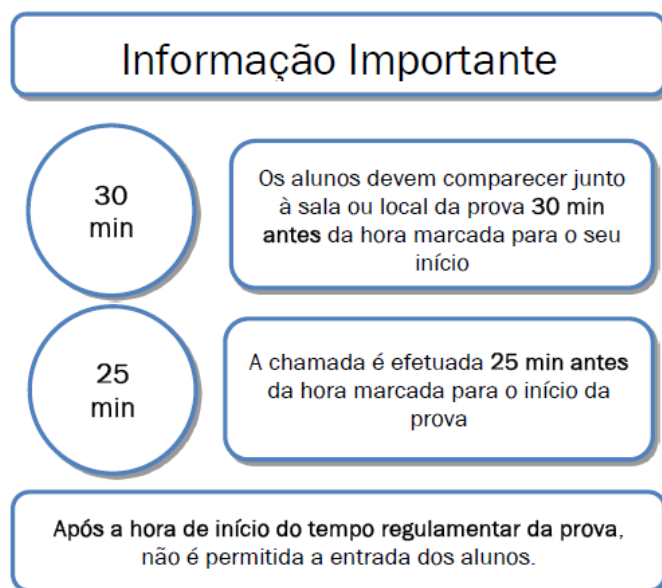 Informação Importante
30
min
Os alunos devem comparecer junto
à sala ou local da prova 30 min
antes da hora marcada para o seu
início
25
min
A chamada é efetuada 25 min antes
da hora marcada para o início da
prova
Após a hora de início do tempo regulamentar da prova,
não é permitida a entrada dos alunos.